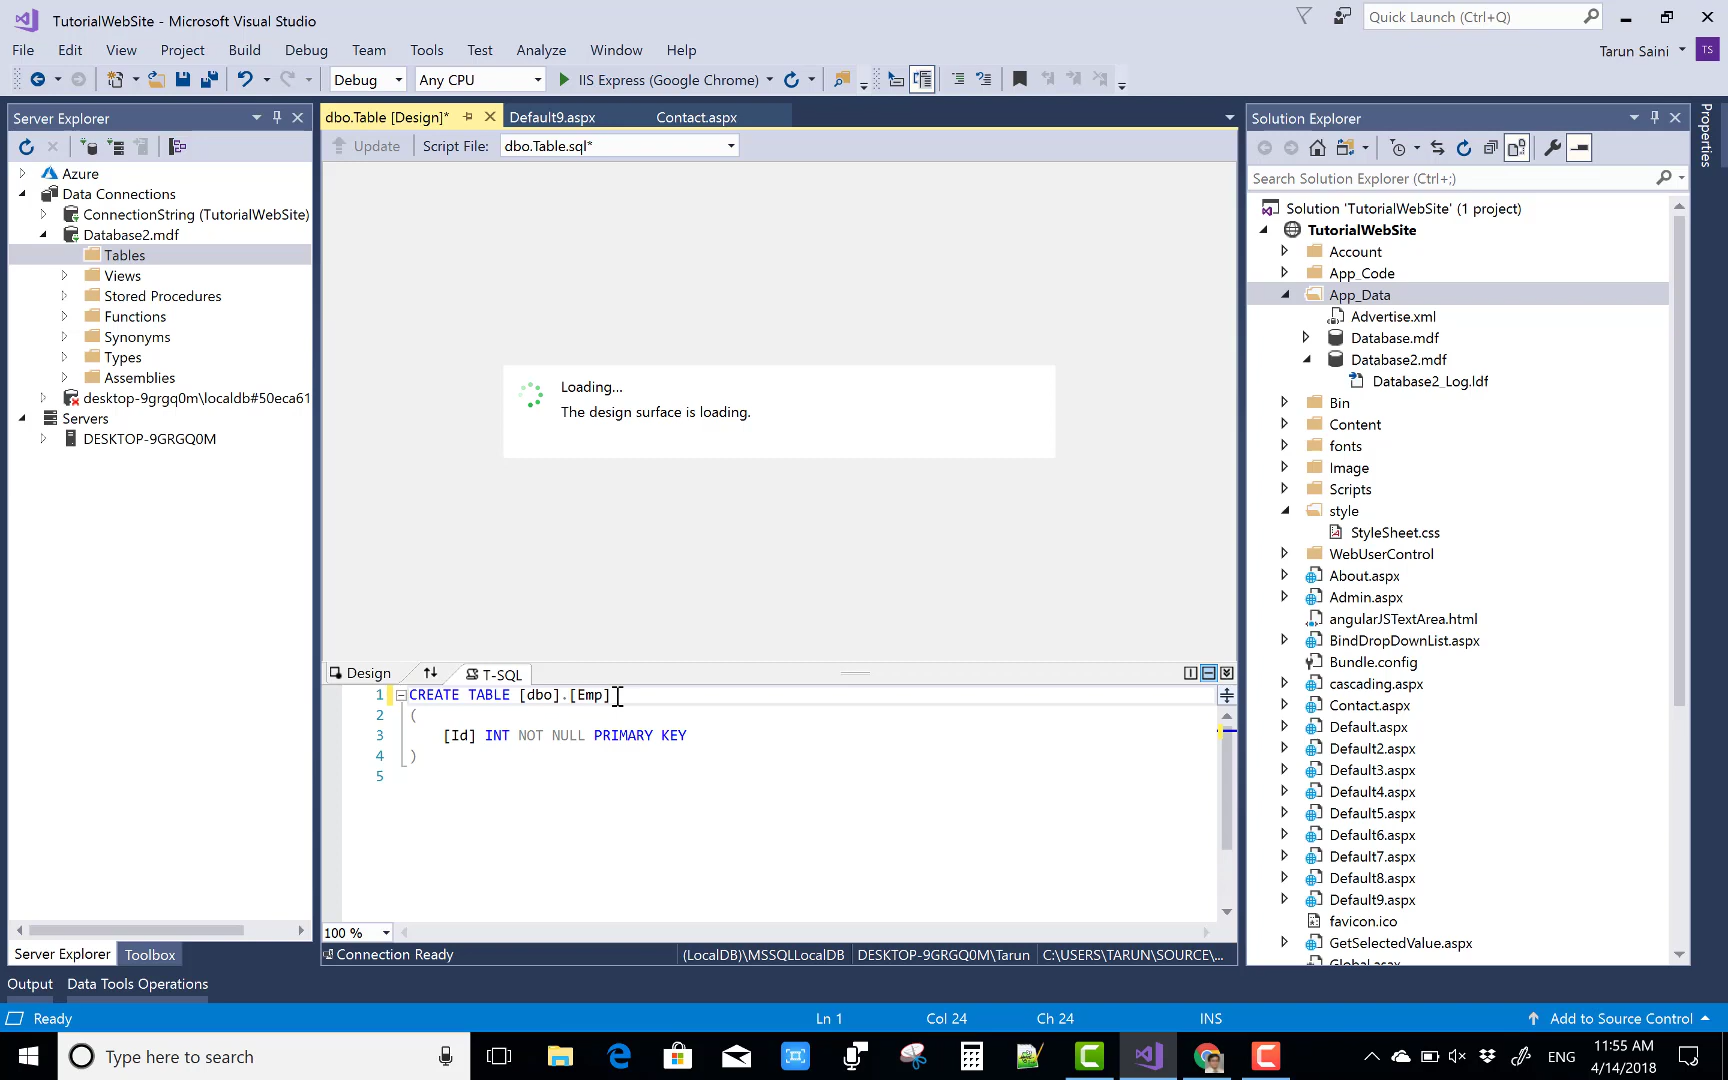 TutorialWebSite - Microsoft Visual Studio
Quick Launch (Ctrl+Q)
File Edit View Project Build Debug Team Tools Test Analyze Window Help
Tarun Saini
TS
Debug
Any CPU
IIS Express (Google Chrome)
Server Explorer
Azure
Data Connections
ConnectionString (TutorialWebSite)
Database2.mdf
Tables
Views
Stored Procedures
Functions
Synonyms
Types
Assemblies
desktop-9grgq0m\localdb#50eca61
Servers
DESKTOP-9GRGQ0M
Server Explorer
Toolbox
dbo.Table [Design]*
Default9.aspx
Contact.aspx
Update
Script File:
dbo.Table.sql*
Loading...
The design surface is loading.
Design
T-SQL
1 CREATE TABLE [dbo].[Emp]
2 (
3 [Id] INT NOT NULL PRIMARY KEY
4 )
5
100 %
Connection Ready
(LocalDB)\MSSQLLocalDB
DESKTOP-9GRGQ0M\Tarun
C:\USERS\TARUN\SOURCE\...
Solution Explorer
Search Solution Explorer (Ctrl+;)
Solution 'TutorialWebSite' (1 project)
TutorialWebSite
Account
App_Code
App_Data
Advertise.xml
Database.mdf
Database2.mdf
Database2_Log.ldf
Bin
Content
fonts
Image
Scripts
style
StyleSheet.css
WebUserControl
About.aspx
Admin.aspx
angularJSTextArea.html
BindDropDownList.aspx
Bundle.config
cascading.aspx
Contact.aspx
Default.aspx
Default2.aspx
Default3.aspx
Default4.aspx
Default5.aspx
Default6.aspx
Default7.aspx
Default8.aspx
Default9.aspx
favicon.ico
GetSelectedValue.aspx
Global.asax
Properties
Output
Data Tools Operations
Ready
Ln 1
Col 24
Ch 24
INS
Add to Source Control
Type here to search
ENG
11:55 AM
4/14/2018